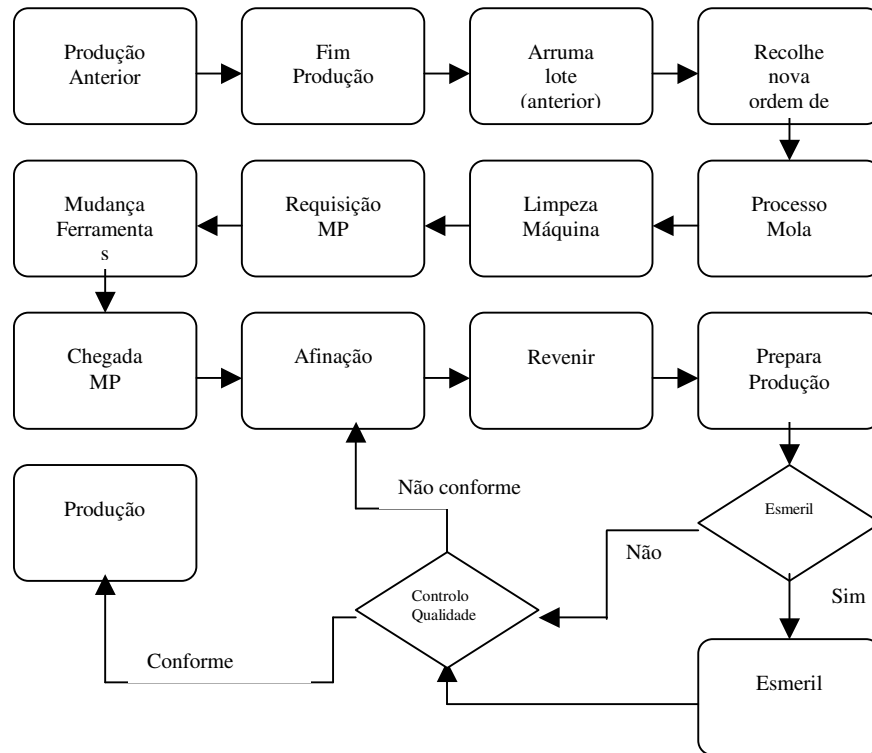 Produção
Anterior
Fim
Produção
Arruma
lote
(anterior)
Recolhe
nova
ordem de
Mudança
Ferramenta
s
Requisição
MP
Limpeza
Máquina
Processo
Mola
Chegada
MP
Afinação
Revenir
Prepara
Produção
Produção
Não conforme
Esmeril
Não
Controlo
Qualidade
Sim
Conforme
Esmeril